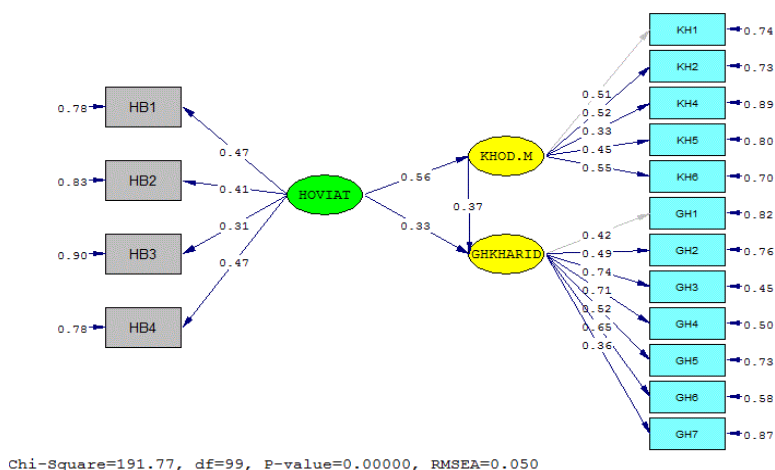 0.78 HB1
0.83 HB2
0.90 HB3
0.78 HB4
0.47
0.41
0.31
0.47
HOVIAT
0.56
0.33
KHOD.M
0.37
GHKHARID
0.51
0.52
0.33
0.45
0.55
0.42
0.49
0.74
0.71
0.52
0.65
0.36
KH1 0.74
KH2 0.73
KH4 0.89
KH5 0.80
KH6 0.70
GH1 0.82
GH2 0.76
GH3 0.45
GH4 0.50
GH5 0.73
GH6 0.58
GH7 0.87
Chi-Square=191.77, df=99, P-value=0.00000, RMSEA=0.050